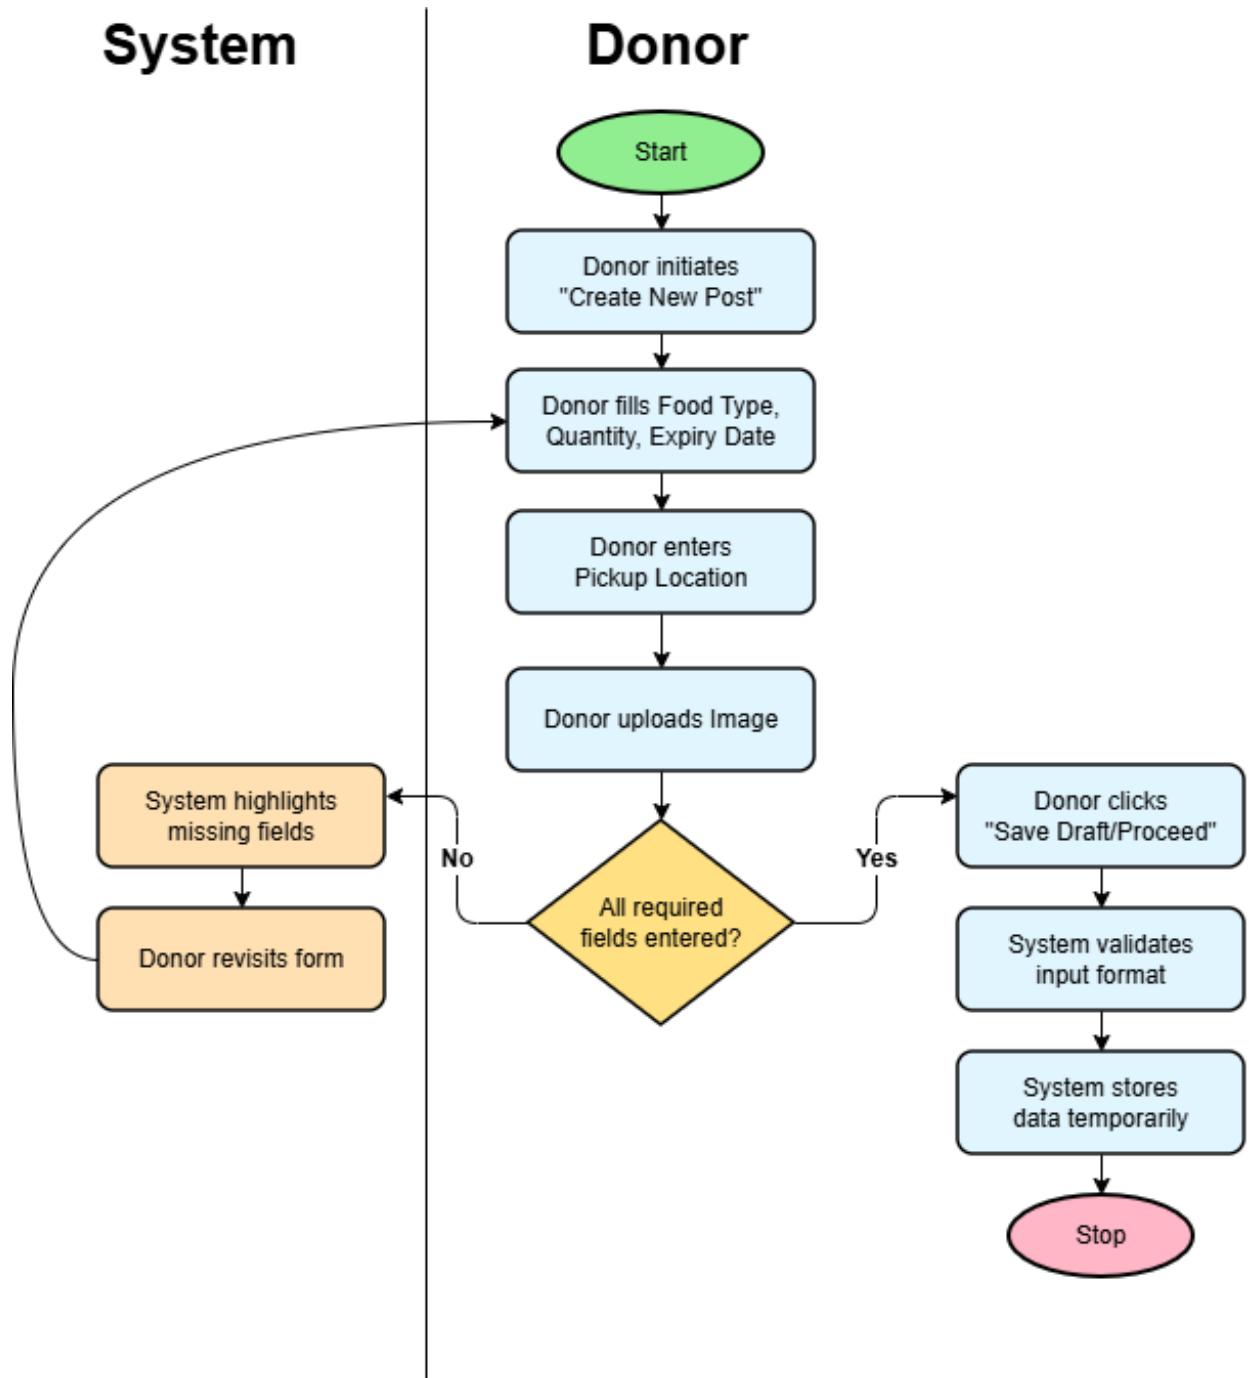 System
Donor
Start
Donor initiates
"Create New Post"
Donor fills Food Type,
Quantity, Expiry Date
Donor enters
Pickup Location
Donor uploads Image
All required
fields entered?
No
System highlights
missing fields
Donor revisits form
Yes
Donor clicks
"Save Draft/Proceed"
System validates
input format
System stores
data temporarily
Stop